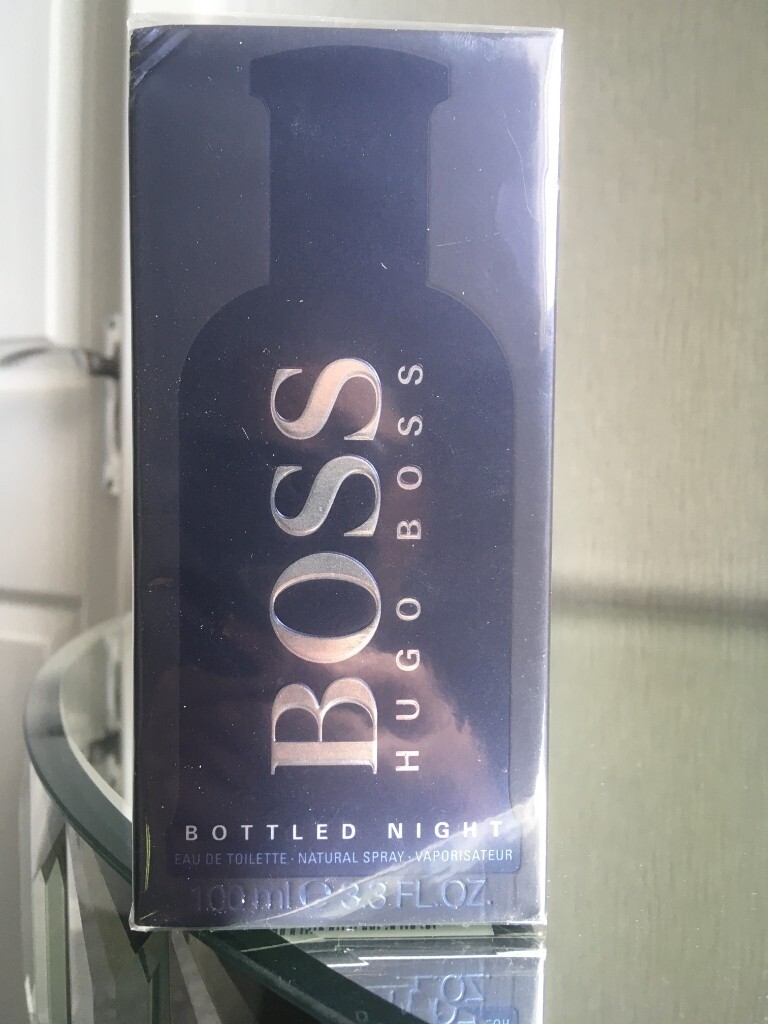 BOSS
HUGO BOSS
BOTTLED NIGHT
EAU DE TOILETTE · NATURAL SPRAY · VAPORISATEUR
100 ml ℮ 3.3 FL.OZ.